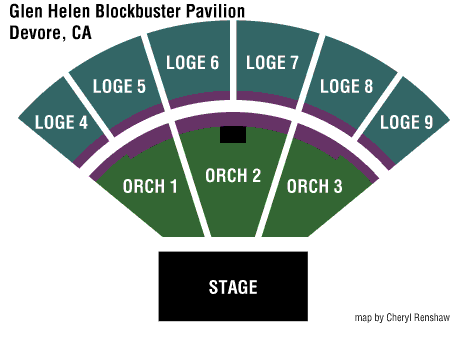 Glen Helen Blockbuster Pavilion
Devore, CA
LOGE 4
LOGE 5
LOGE 6
LOGE 7
LOGE 8
LOGE 9
ORCH 1
ORCH 2
ORCH 3
STAGE
map by Cheryl Renshaw